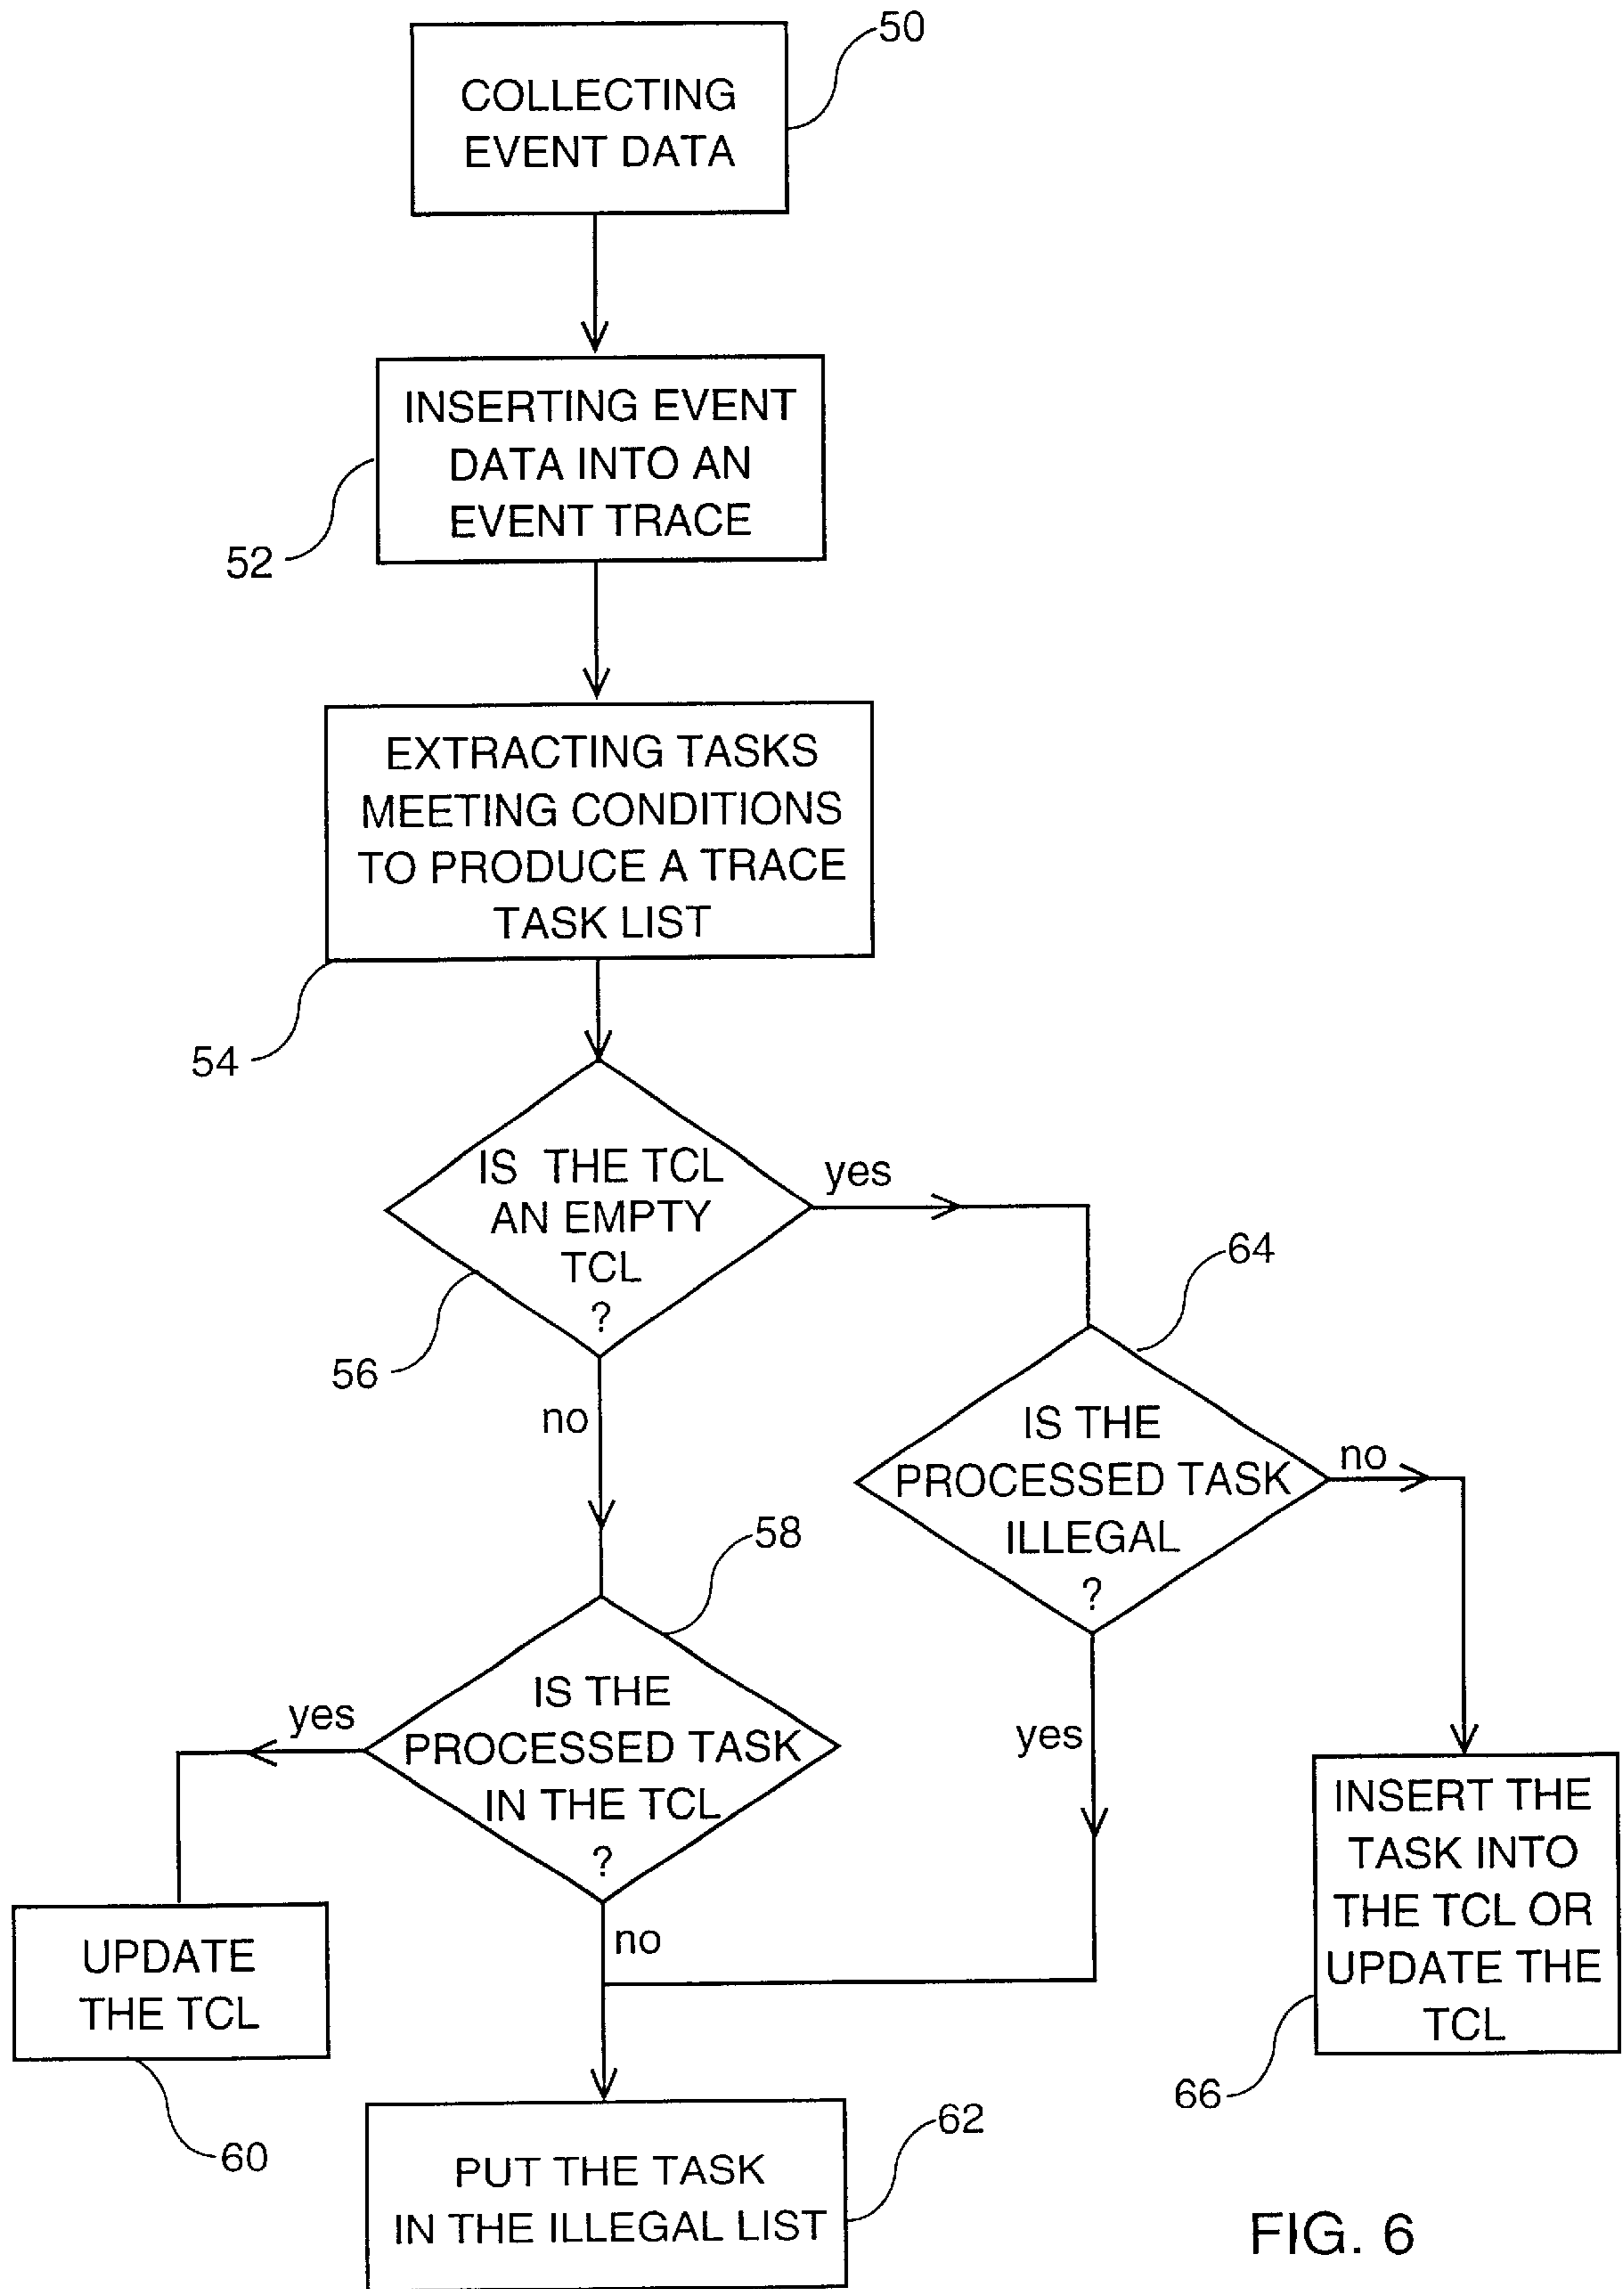 50
COLLECTING
EVENT DATA
INSERTING EVENT
DATA INTO AN
EVENT TRACE
52
EXTRACTING TASKS
MEETING CONDITIONS
TO PRODUCE A TRACE
TASK LIST
54
IS THE TCL
AN EMPTY
TCL
?
yes
56
no
64
IS THE
PROCESSED TASK
ILLEGAL
?
no
yes
58
IS THE
PROCESSED TASK
IN THE TCL
?
yes
no
UPDATE
THE TCL
60
INSERT THE
TASK INTO
THE TCL OR
UPDATE THE
TCL
66
62
PUT THE TASK
IN THE ILLEGAL LIST
FIG. 6